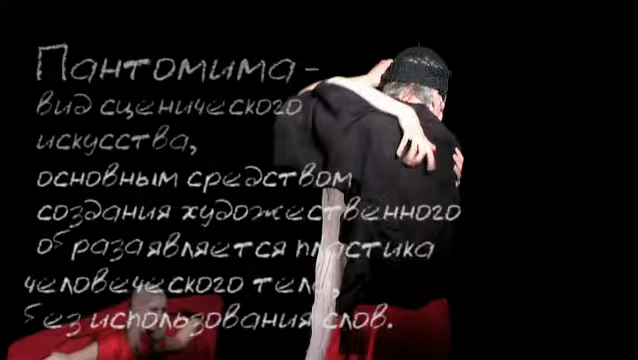 Пантомима-
вид сценического
искусства,
основным средством
создания художественного
образа является пластика
человеческого тела,
без использования слов.